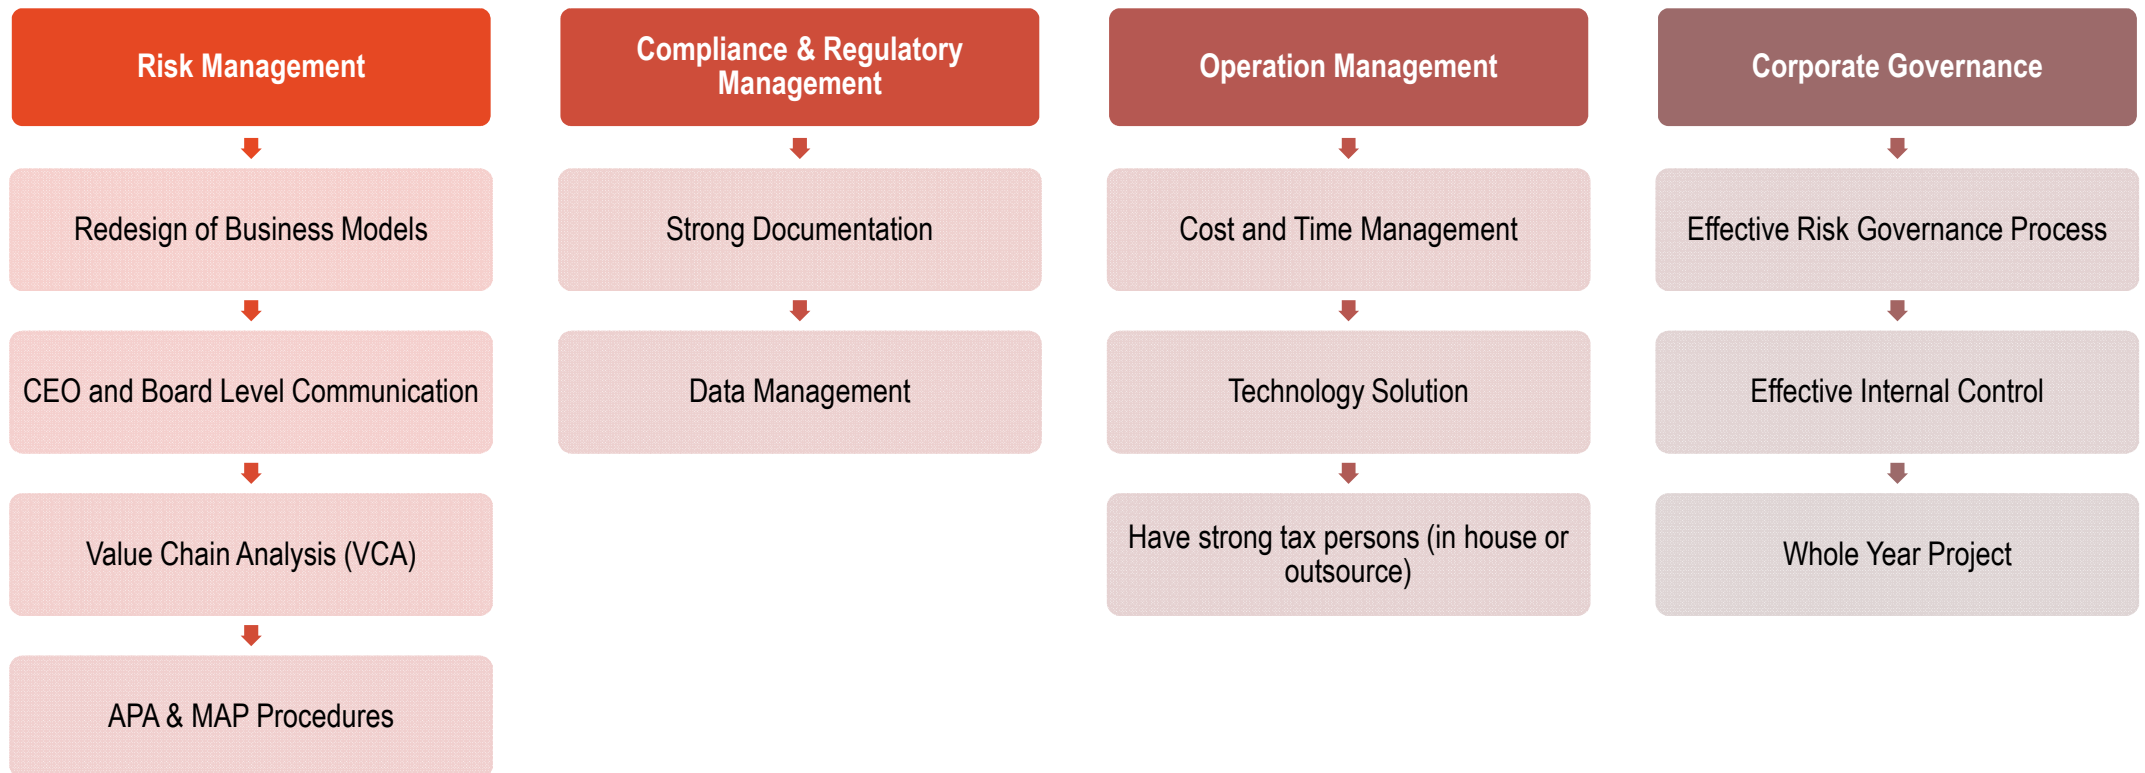 Risk Management
Redesign of Business Models
CEO and Board Level Communication
Value Chain Analysis (VCA)
APA & MAP Procedures
Compliance & Regulatory
Management
Strong Documentation
Data Management
Operation Management
Cost and Time Management
Technology Solution
Have strong tax persons (in house or
outsource)
Corporate Governance
Effective Risk Governance Process
Effective Internal Control
Whole Year Project